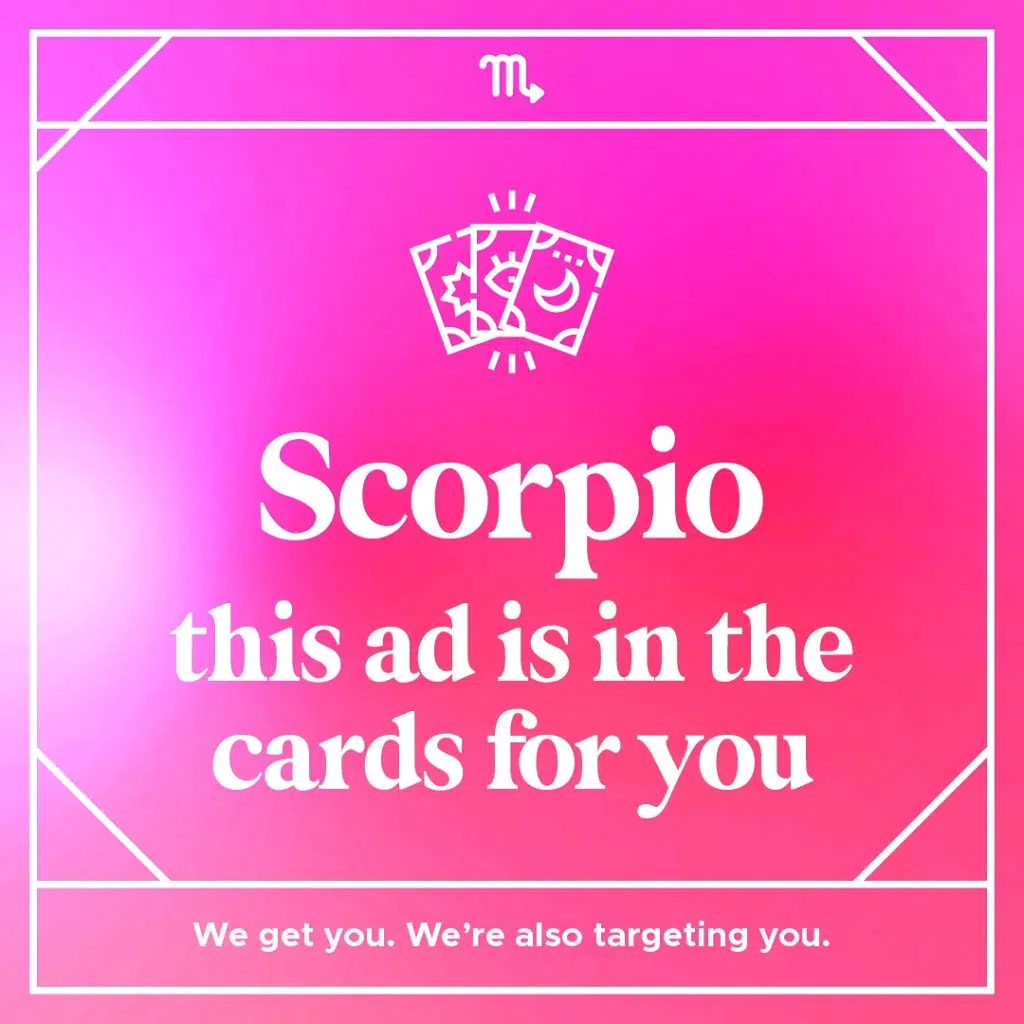 Scorpio
this ad is in the
cards for you
We get you. We’re also targeting you.